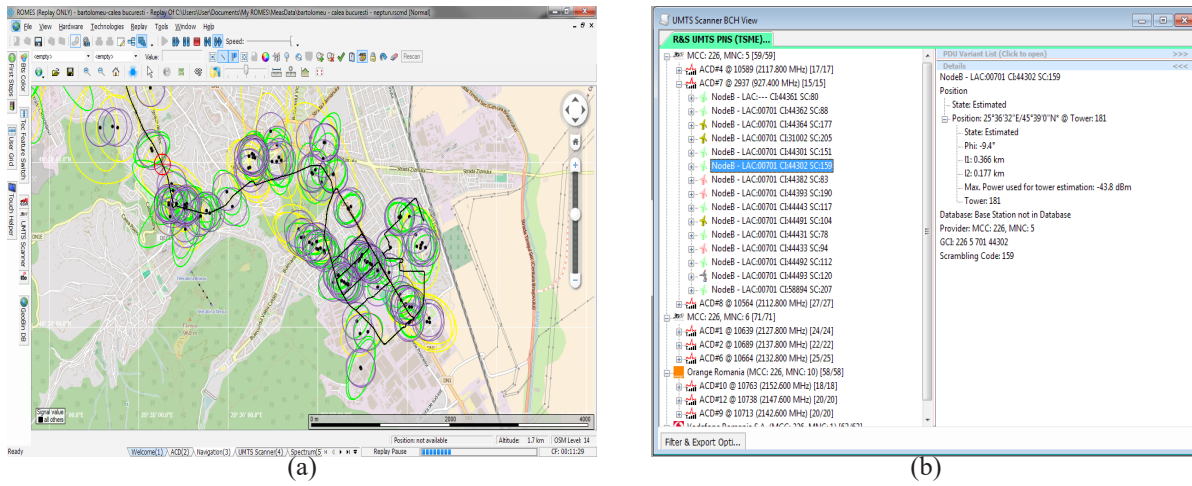 ROMES (Replay ONLY) - bartolomeu-calea bucuresti - Replay Of C:\Users\User\Documents\My ROMES\MeasData\bartolomeu - calea bucuresti - neptun.rsomd [Normal]
File View Hardware Technologies Replay Tools Window Help
Speed:
<empty> <empty> Value: Rescan
First Steps
User Grid
Touch Helper
Bts Color
Tec Feature Switch
UMTS Scanner
GeoBin DB
Strada Zizinului
DN1
Signal value
all others
0 m 2000 4000
Position: not available Altitude: 1.7 km OSM Level: 14
Ready Welcome(1) ACD(2) Navigation(3) UMTS Scanner(4) Spectrum(5 Replay Pause CF: 00:11:29
(a)
UMTS Scanner BCH View
R&S UMTS PNS (TSME)...
MCC: 226, MNC: 5 [59/59]
ACD#4 @ 10589 (2117.800 MHz) [17/17]
ACD#7 @ 2937 (927.400 MHz) [15/15]
NodeB - LAC:--- CI:44361 SC:80
NodeB - LAC:00701 CI:44362 SC:88
NodeB - LAC:00701 CI:44364 SC:177
NodeB - LAC:00701 CI:31002 SC:205
NodeB - LAC:00701 CI:44301 SC:151
NodeB - LAC:00701 CI:44302 SC:159
NodeB - LAC:00701 CI:44382 SC:83
NodeB - LAC:00701 CI:44393 SC:190
NodeB - LAC:00701 CI:44443 SC:117
NodeB - LAC:00701 CI:44491 SC:104
NodeB - LAC:00701 CI:44431 SC:78
NodeB - LAC:00701 CI:44433 SC:94
NodeB - LAC:00701 CI:44492 SC:112
NodeB - LAC:00701 CI:44493 SC:120
NodeB - LAC:00701 CI:58894 SC:207
ACD#8 @ 10564 (2112.800 MHz) [27/27]
MCC: 226, MNC: 6 [71/71]
ACD#1 @ 10639 (2127.800 MHz) [24/24]
ACD#2 @ 10689 (2137.800 MHz) [22/22]
ACD#6 @ 10664 (2132.800 MHz) [25/25]
Orange Romania (MCC: 226, MNC: 10) [58/58]
ACD#10 @ 10763 (2152.600 MHz) [18/18]
ACD#12 @ 10738 (2147.600 MHz) [20/20]
ACD#9 @ 10713 (2142.600 MHz) [20/20]
Filter & Export Opti...
PDU Variant List (Click to open) >>>
Details <<<
NodeB - LAC:00701 CI:44302 SC:159
Position
State: Estimated
Position: 25°36'32"E/45°39'0"N" @ Tower: 181
State: Estimated
Phi: -9.4°
l1: 0.366 km
l2: 0.177 km
Max. Power used for tower estimation: -43.8 dBm
Tower: 181
Database: Base Station not in Database
Provider: MCC: 226, MNC: 5
GCI: 226 5 701 44302
Scrambling Code: 159
(b)